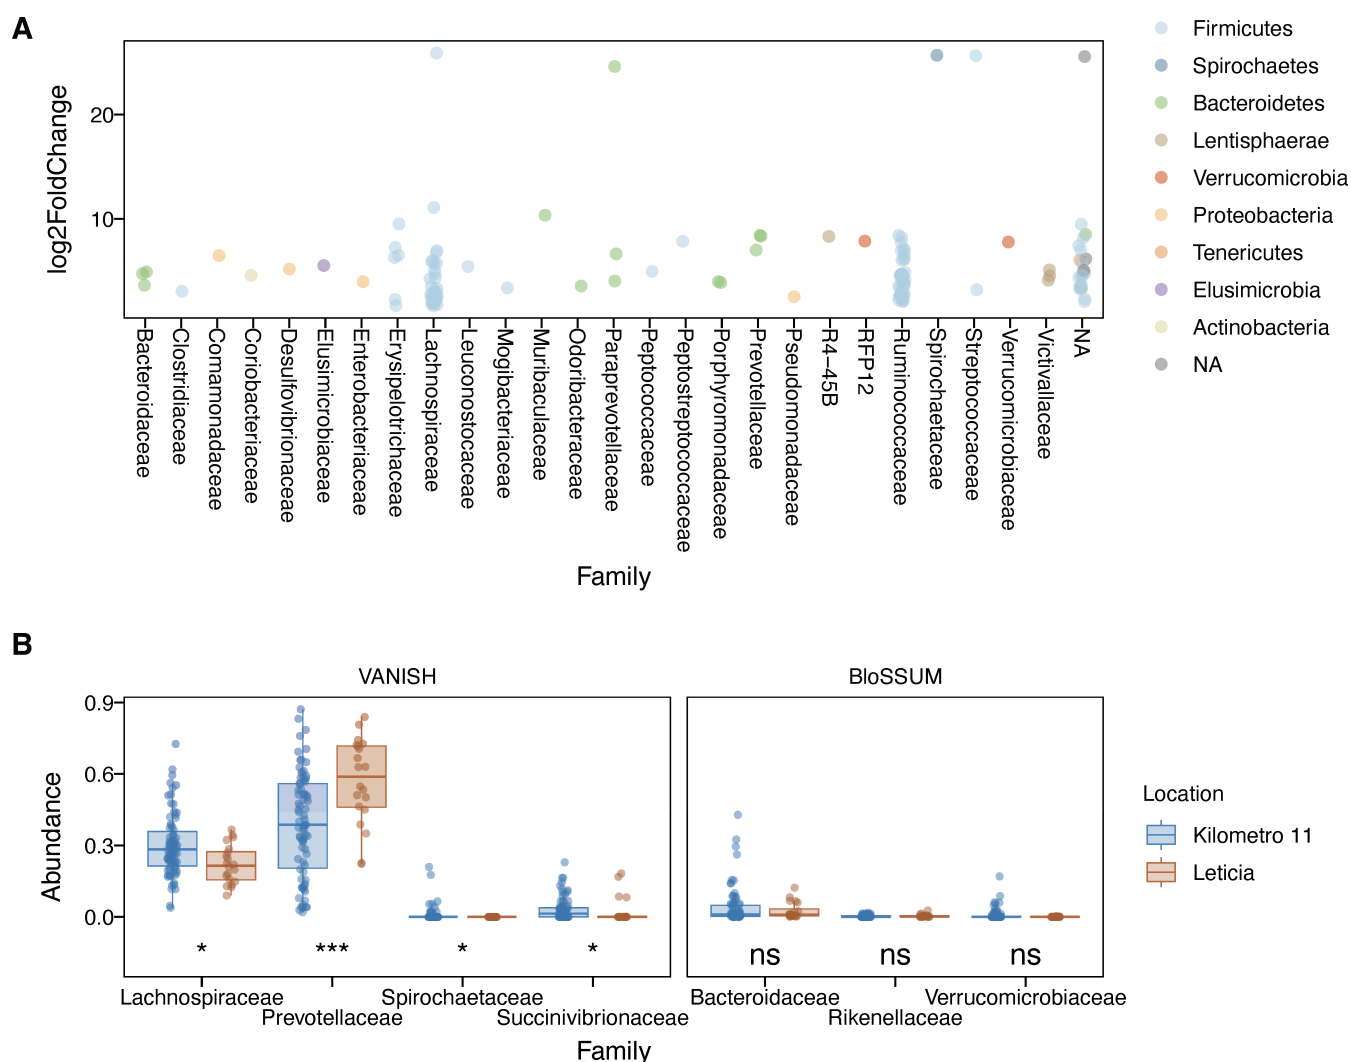 A
log2FoldChange
20
10
Bacteroidaceae
Clostridiaceae
Comamonadaceae
Coriobacteriaceae
Desulfovibrionaceae
Elusimicrobiaceae
Enterobacteriaceae
Erysipelotrichaceae
Lachnospiraceae
Leuconostocaceae
Mogibacteriaceae
Muribaculaceae
Odoribacteraceae
Paraprevotellaceae
Peptococcaceae
Peptostreptococcaceae
Porphyromonadaceae
Prevotellaceae
Pseudomonadaceae
R4–45B
RFP12
Ruminococcaceae
Spirochaetaceae
Streptococcaceae
Verrucomicrobiaceae
Victivallaceae
NA
Family
Firmicutes
Spirochaetes
Bacteroidetes
Lentisphaerae
Verrucomicrobia
Proteobacteria
Tenericutes
Elusimicrobia
Actinobacteria
NA
B
VANISH
BloSSUM
Abundance
0.9
0.6
0.3
0.0
* *** * *
ns ns ns
Lachnospiraceae Spirochaetaceae Bacteroidaceae Verrucomicrobiaceae
Prevotellaceae Succinivibrionaceae Rikenellaceae
Family
Location
Kilometro 11
Leticia